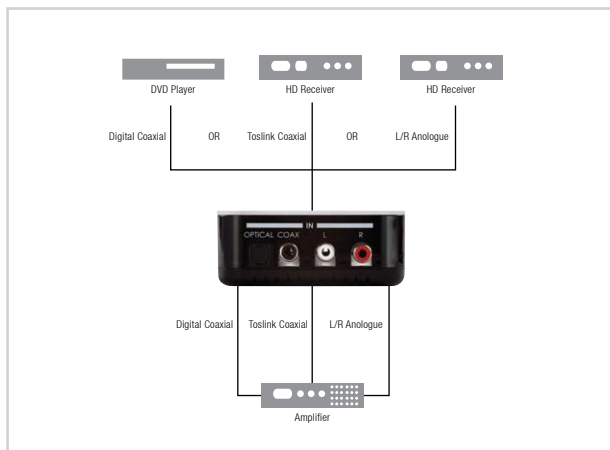 DVD Player
HD Receiver
HD Receiver
Digital Coaxial OR Toslink Coaxial OR L/R Anologue
IN
OPTICAL COAX L R
Digital Coaxial Toslink Coaxial L/R Anologue
Amplifier